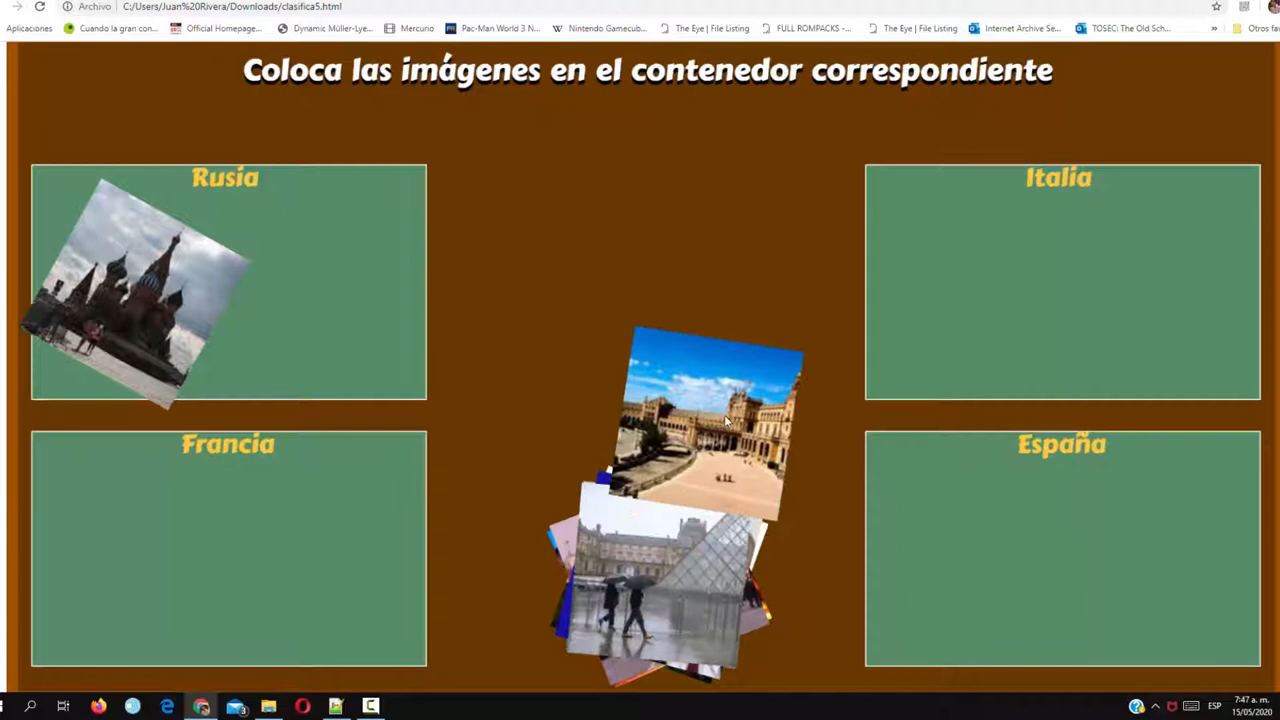 Archivo
C:/Users/Juan%20Rivera/Downloads/clasifica5.html
Aplicaciones
Cuando la gran con...
Official Homepage...
Dynamic Müller-Lye...
Mercurio
Pac-Man World 3 N...
Nintendo Gamecub...
The Eye | File Listing
FULL ROMPACKS -...
The Eye | File Listing
Internet Archive Se...
TOSEC: The Old Sch...
»
Otros fa
Coloca las imágenes en el contenedor correspondiente
Rusia
Italia
Francia
España
3
ESP
7:47 a. m.
15/05/2020